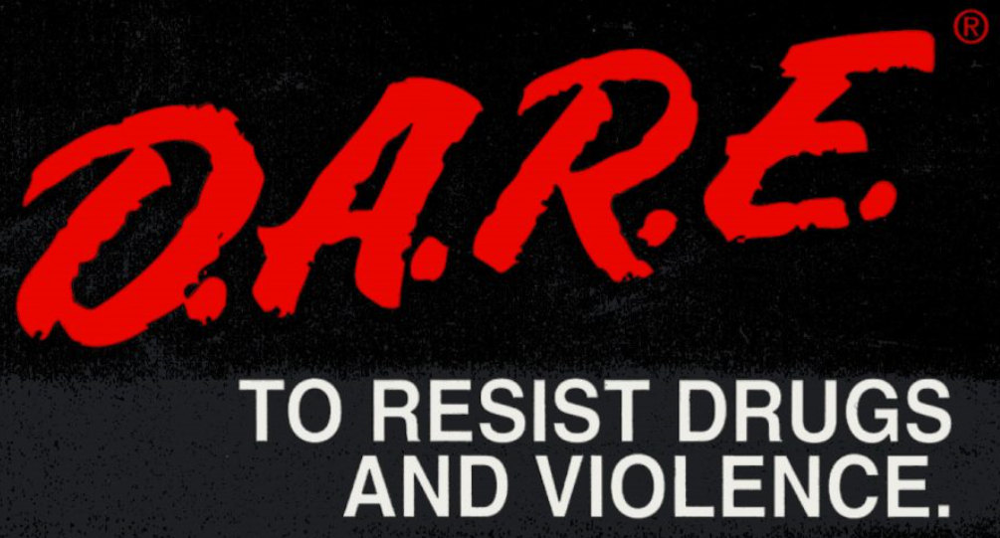 D.A.R.E.®
TO RESIST DRUGS
AND VIOLENCE.